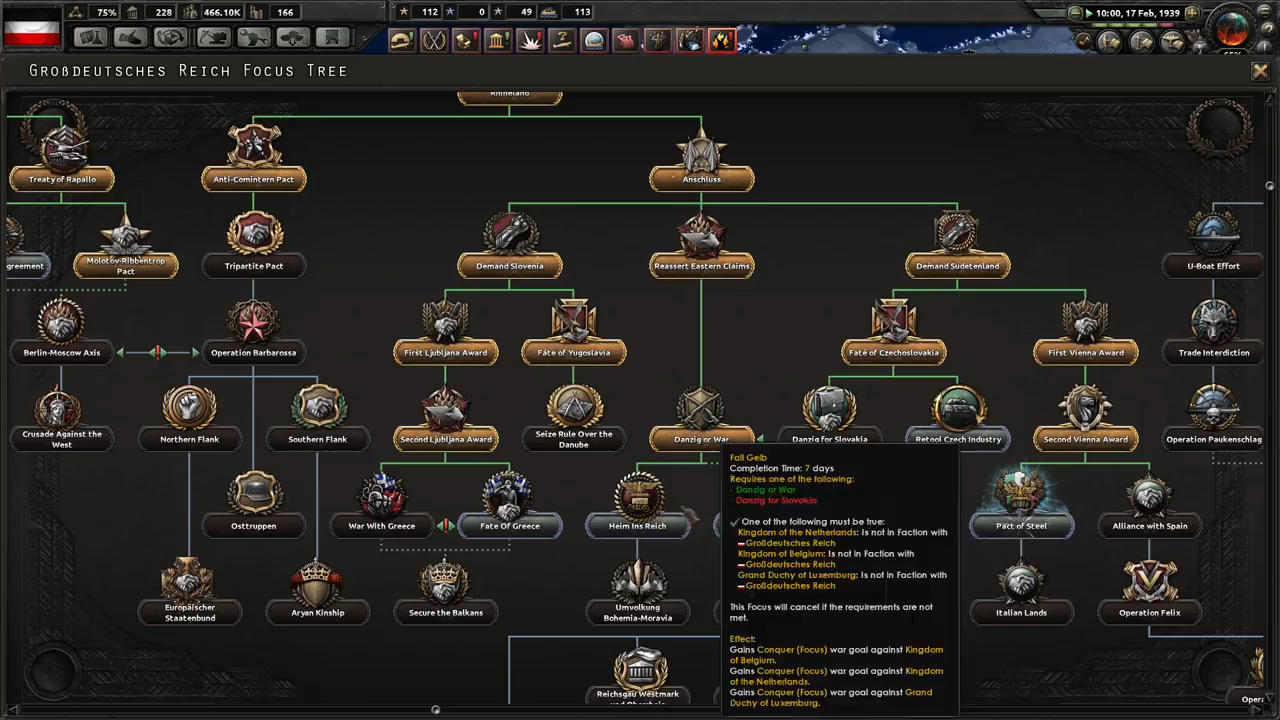 75%
228
466.10K
166
112
0
49
113
10:00, 17 Feb, 1939
Großdeutsches Reich Focus Tree
Rhineland
Treaty of Rapallo
Anti-Comintern Pact
Anschluss
greement
Molotov-Ribbentrop
Pact
Tripartite Pact
Demand Slovenia
Reassert Eastern Claims
Demand Sudetenland
U-Boat Effort
Berlin-Moscow Axis
Operation Barbarossa
First Ljubljana Award
Fate of Yugoslavia
Fate of Czechoslovakia
First Vienna Award
Trade Interdiction
Crusade Against the
West
Northern Flank
Southern Flank
Second Ljubljana Award
Seize Rule Over the
Danube
Danzig or War
Danzig for Slovakia
Retool Czech Industry
Second Vienna Award
Operation Paukenschlag
Osttruppen
War With Greece
Fate Of Greece
Heim Ins Reich
Pact of Steel
Alliance with Spain
Europäischer
Staatenbund
Aryan Kinship
Secure the Balkans
Umvolkung
Bohemia-Moravia
Italian Lands
Operation Felix
Reichsgau Westmark
und Oberrhein
Opera
Fall Gelb
Completion Time: 7 days
Requires one of the following:
- Danzig or War
- Danzig for Slovakia
One of the following must be true:
Kingdom of the Netherlands: Is not in Faction with
Großdeutsches Reich
Kingdom of Belgium: Is not in Faction with
Großdeutsches Reich
Grand Duchy of Luxemburg: Is not in Faction with
Großdeutsches Reich
This Focus will cancel if the requirements are not
met.
Effect:
Gains Conquer (Focus) war goal against Kingdom
of Belgium.
Gains Conquer (Focus) war goal against Kingdom
of the Netherlands.
Gains Conquer (Focus) war goal against Grand
Duchy of Luxemburg.